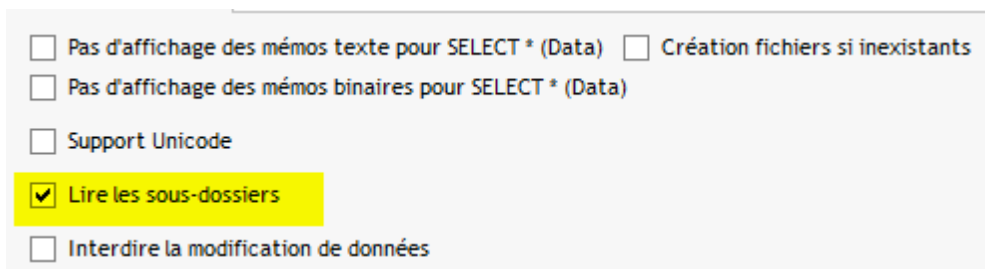 Pas d'affichage des mémos texte pour SELECT * (Data) Création fichiers si inexistants
Pas d'affichage des mémos binaires pour SELECT * (Data)
Support Unicode
Lire les sous-dossiers
Interdire la modification de données